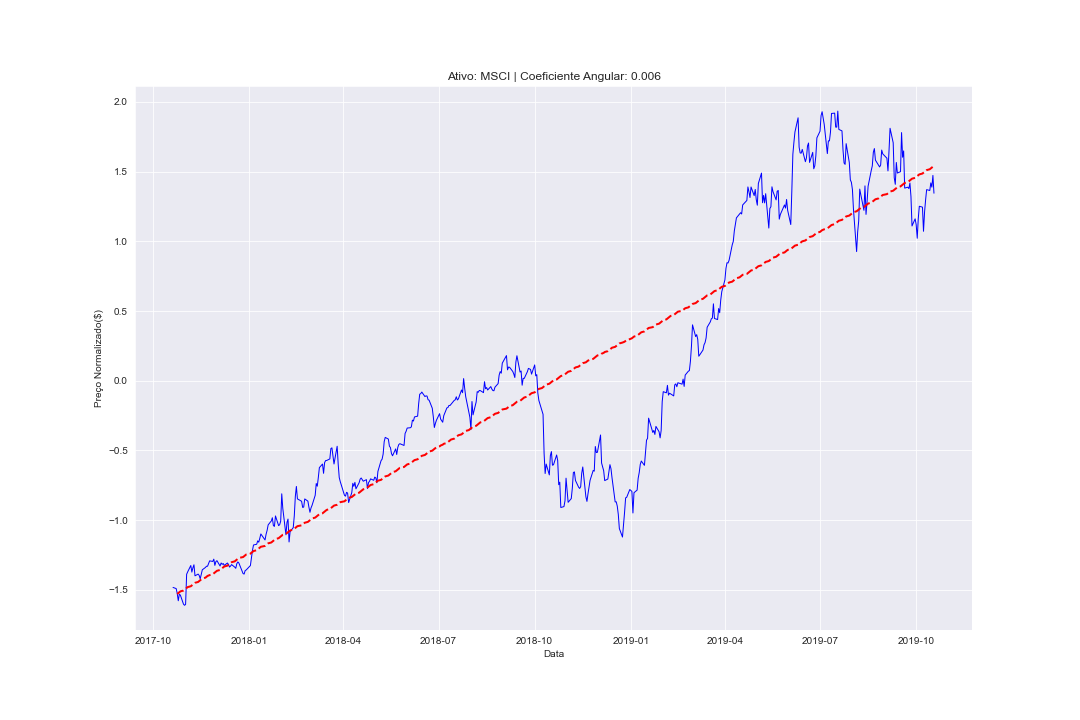 Ativo: MSCI | Coeficiente Angular: 0.006
Preço Normalizado($)
2.0
1.5
1.0
0.5
0.0
−0.5
−1.0
−1.5
2017-10 2018-01 2018-04 2018-07 2018-10 2019-01 2019-04 2019-07 2019-10
Data